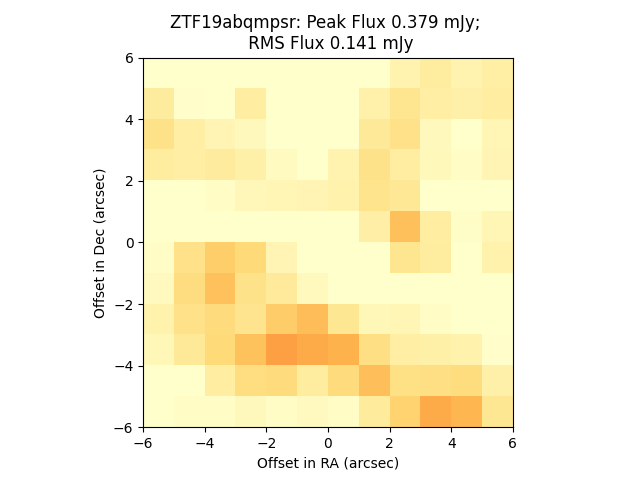 ZTF19abqmpsr: Peak Flux 0.379 mJy;
RMS Flux 0.141 mJy
6
4
2
0
−2
−4
−6
Offset in Dec (arcsec)
−6 −4 −2 0 2 4 6
Offset in RA (arcsec)